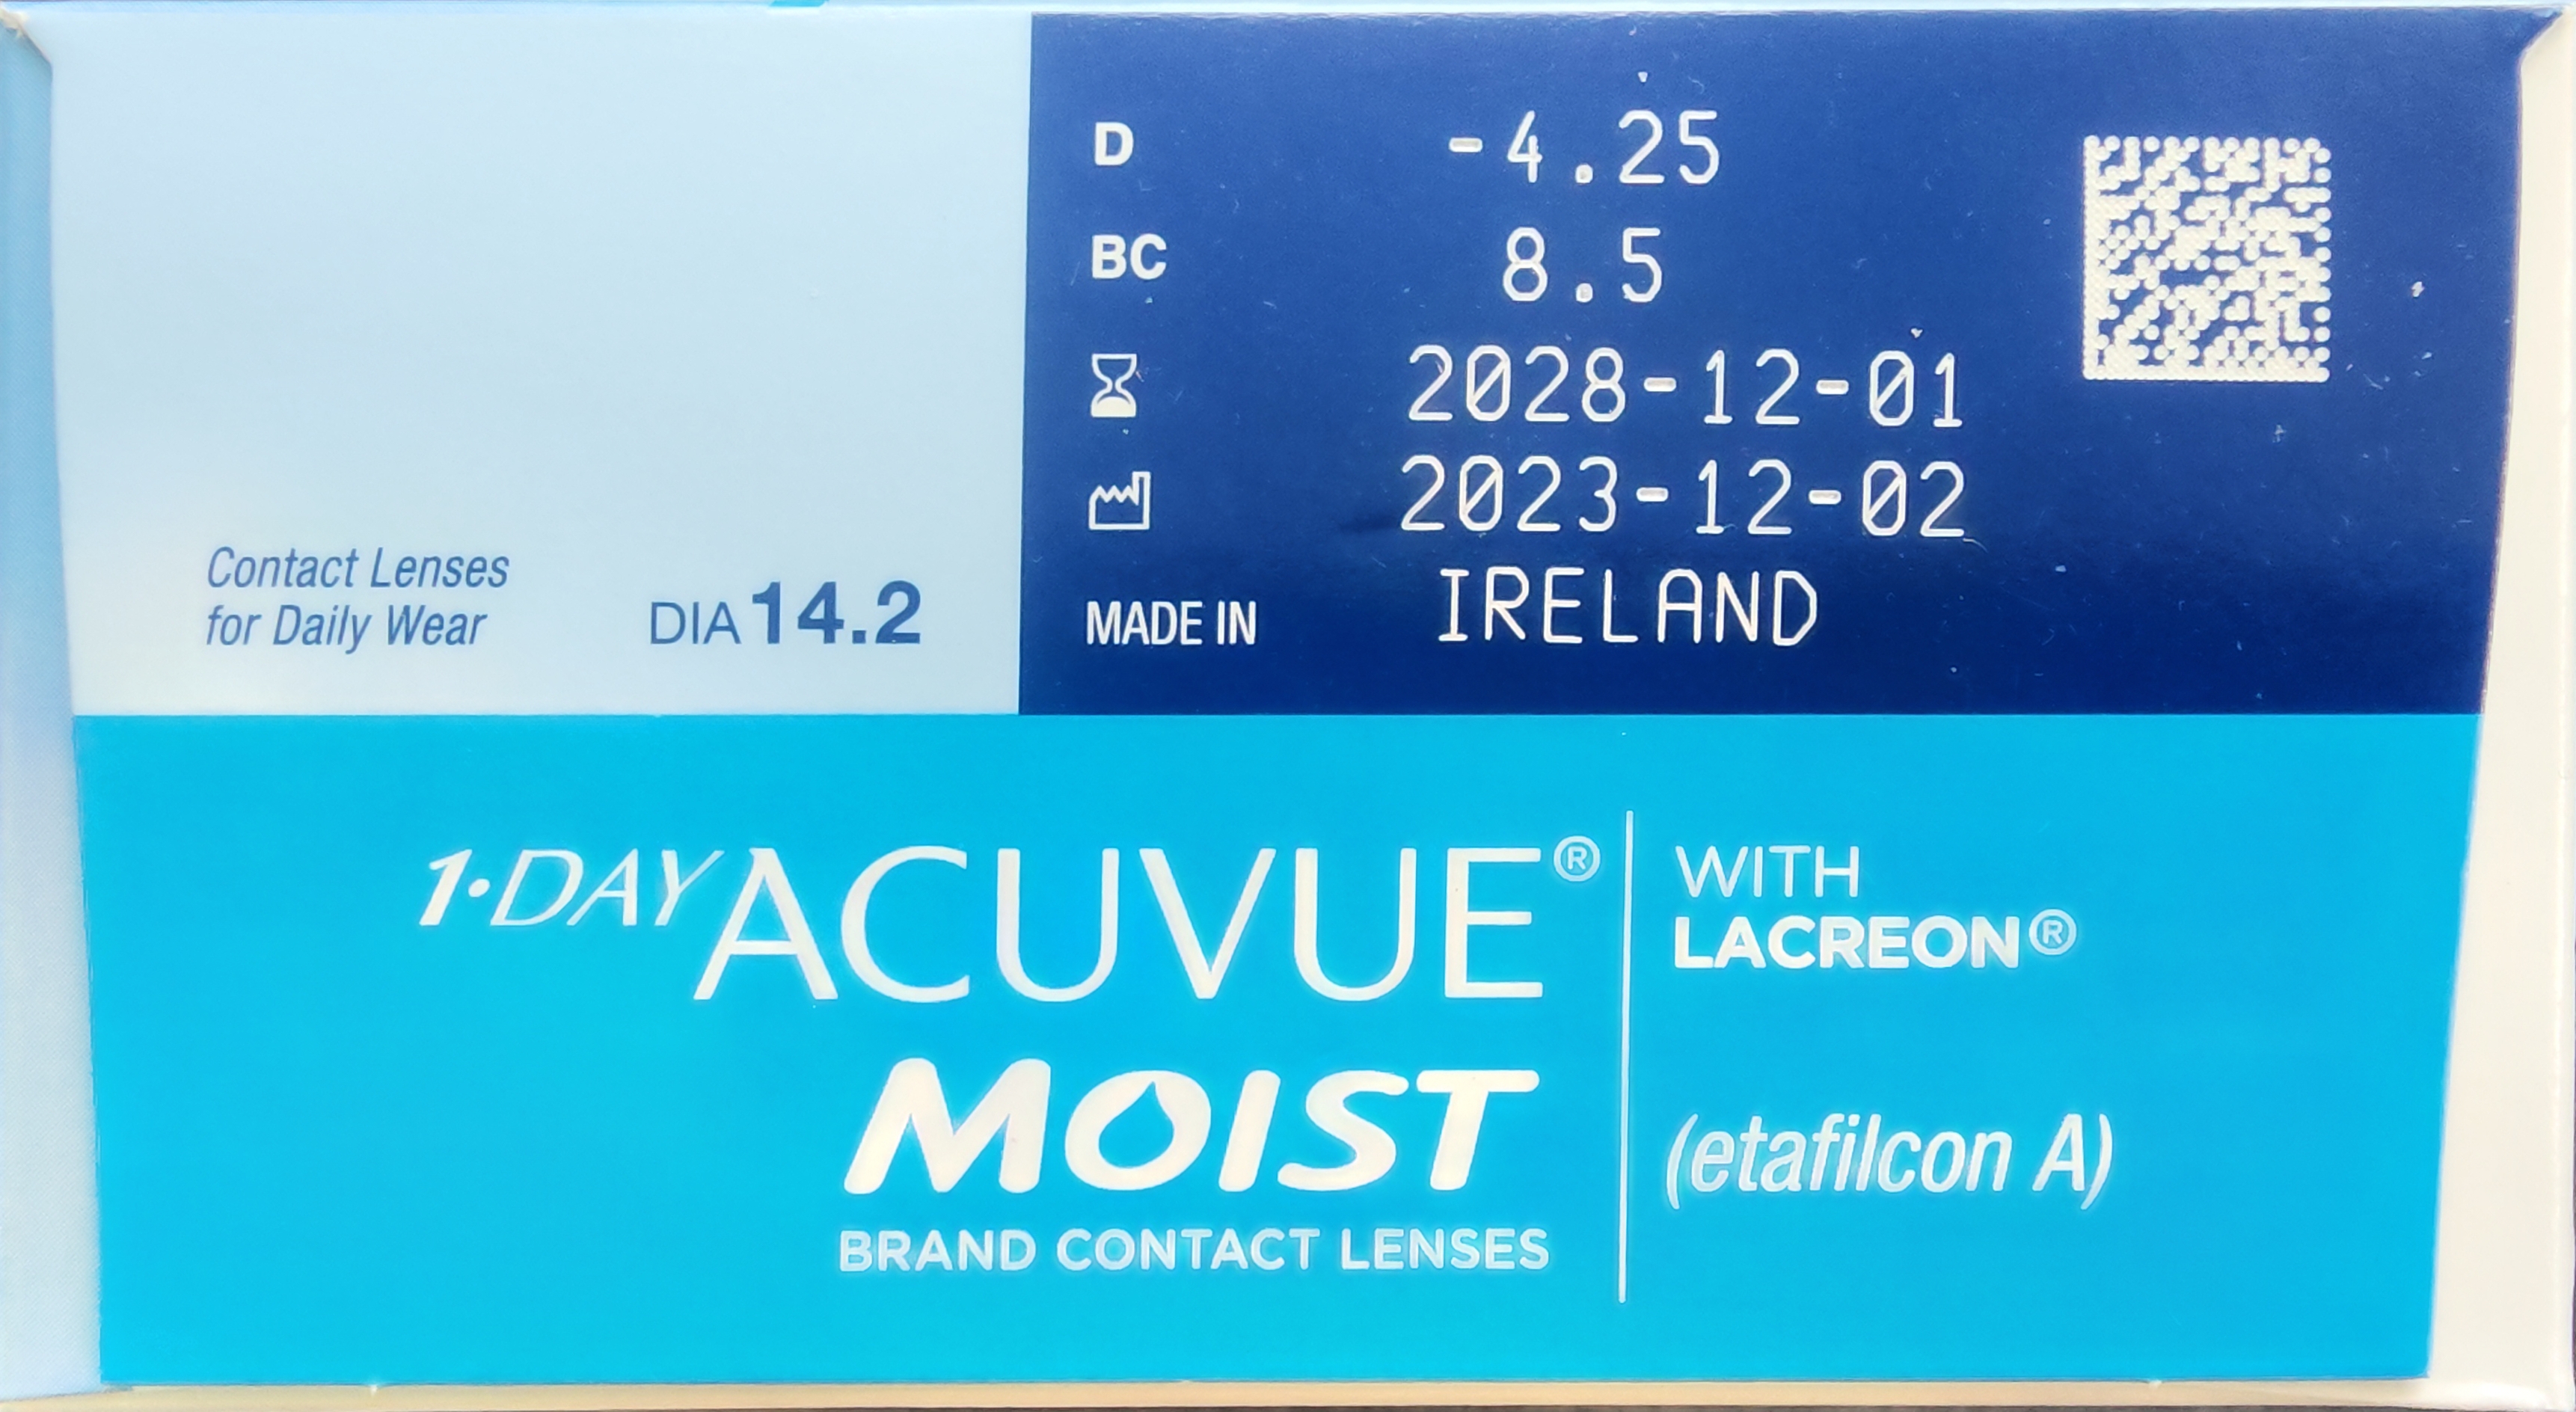 Contact Lenses
for Daily Wear
DIA 14.2
D -4.25
BC 8.5
2028-12-01
2023-12-02
MADE IN IRELAND
1·DAY ACUVUE®
MOIST
BRAND CONTACT LENSES
WITH
LACREON®
(etafilcon A)